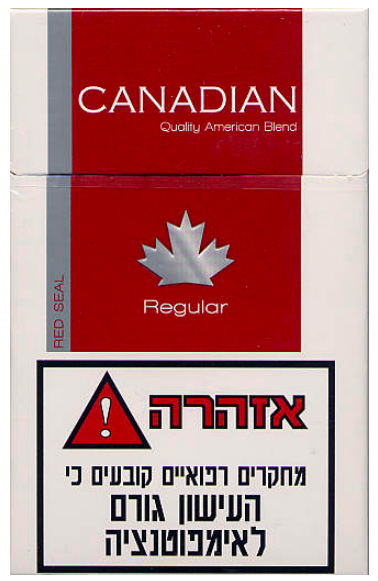 CANADIAN
Quality American Blend
RED SEAL
Regular
אזהרה
מחקרים רפואיים קובעים כי
העישון גורם
לאימפוטנציה